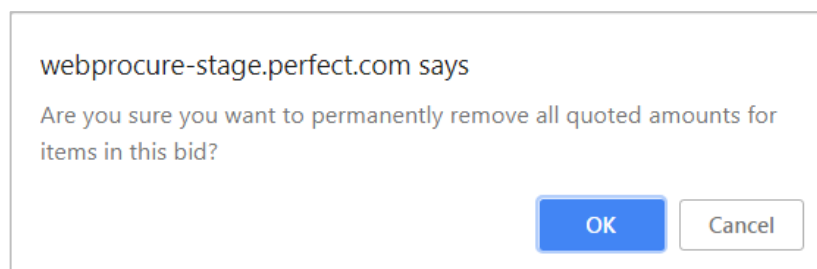 webprocure-stage.perfect.com says
Are you sure you want to permanently remove all quoted amounts for
items in this bid?
OK
Cancel